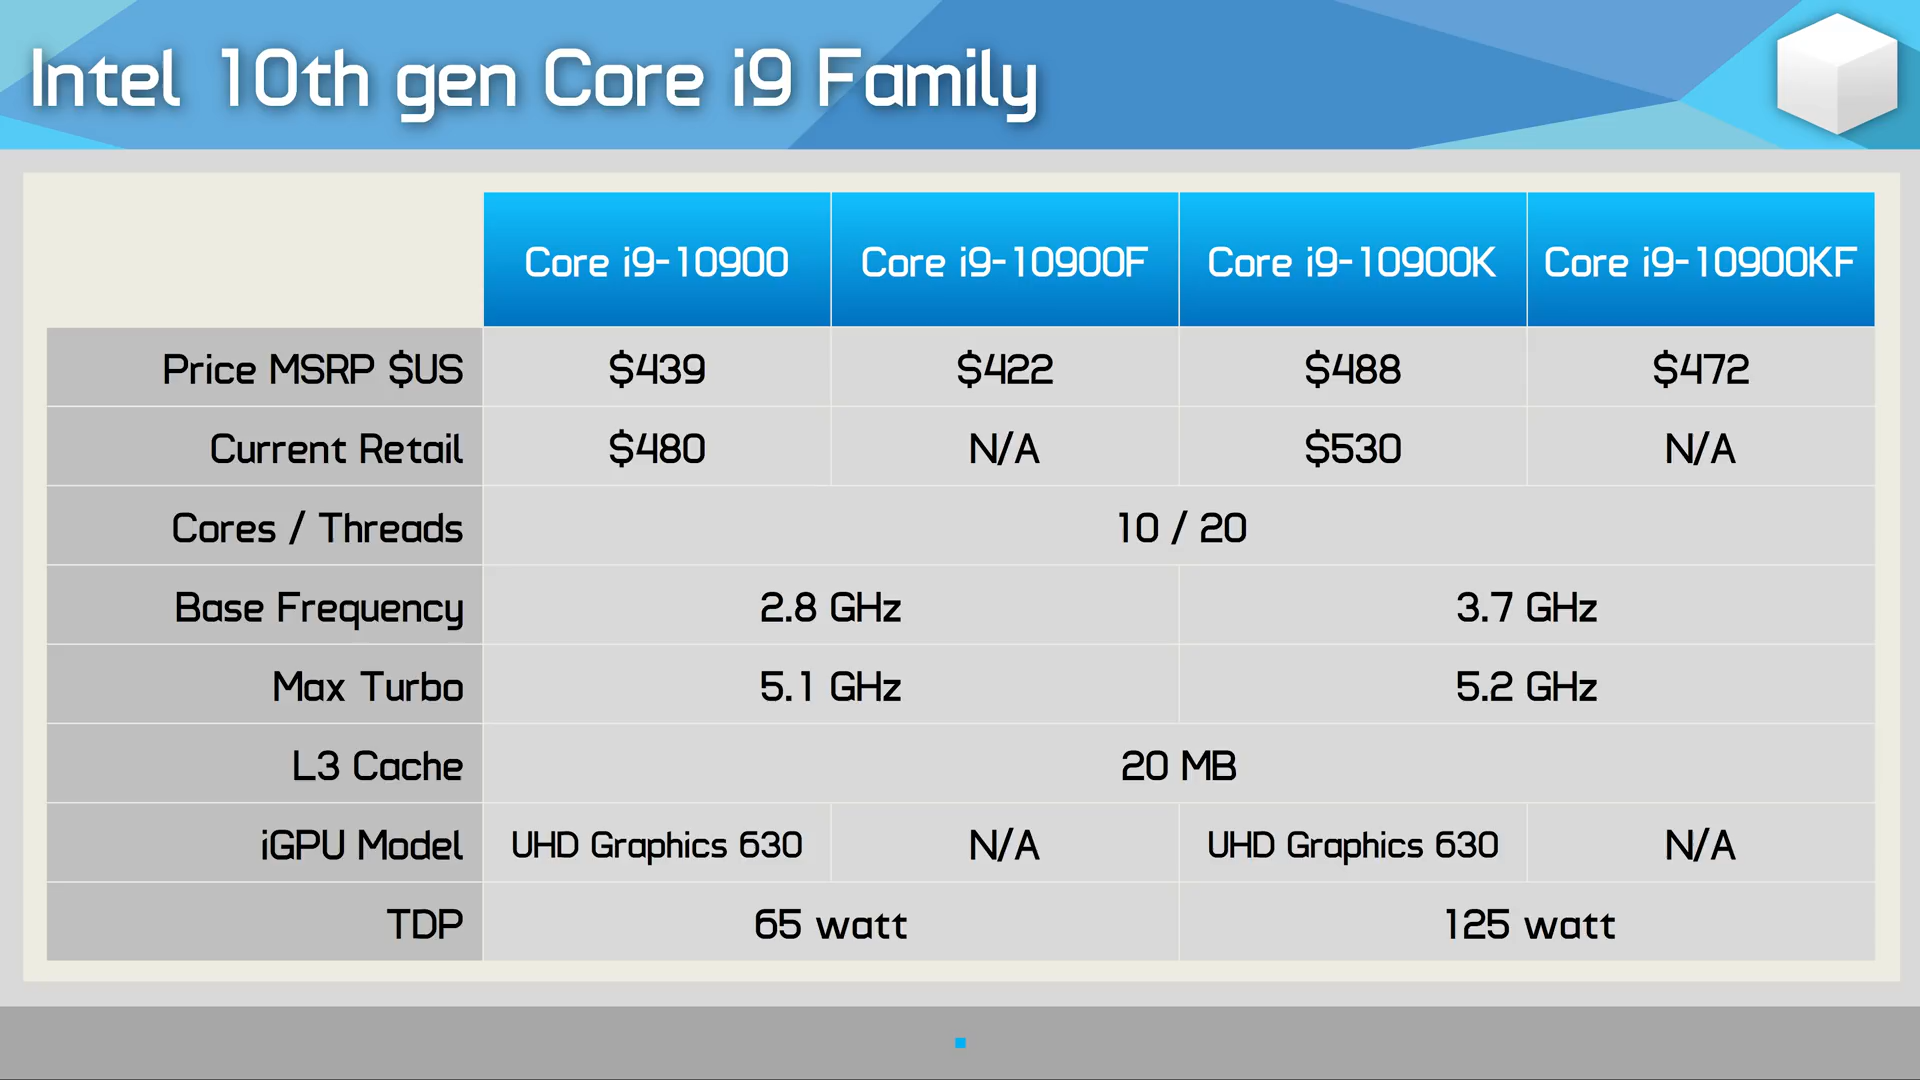 Intel 10th gen Core i9 Family
Core i9-10900 Core i9-10900F Core i9-10900K Core i9-10900KF
Price MSRP $US $439 $422 $488 $472
Current Retail $480 N/A $530 N/A
Cores / Threads 10 / 20
Base Frequency 2.8 GHz 3.7 GHz
Max Turbo 5.1 GHz 5.2 GHz
L3 Cache 20 MB
iGPU Model UHD Graphics 630 N/A UHD Graphics 630 N/A
TDP 65 watt 125 watt